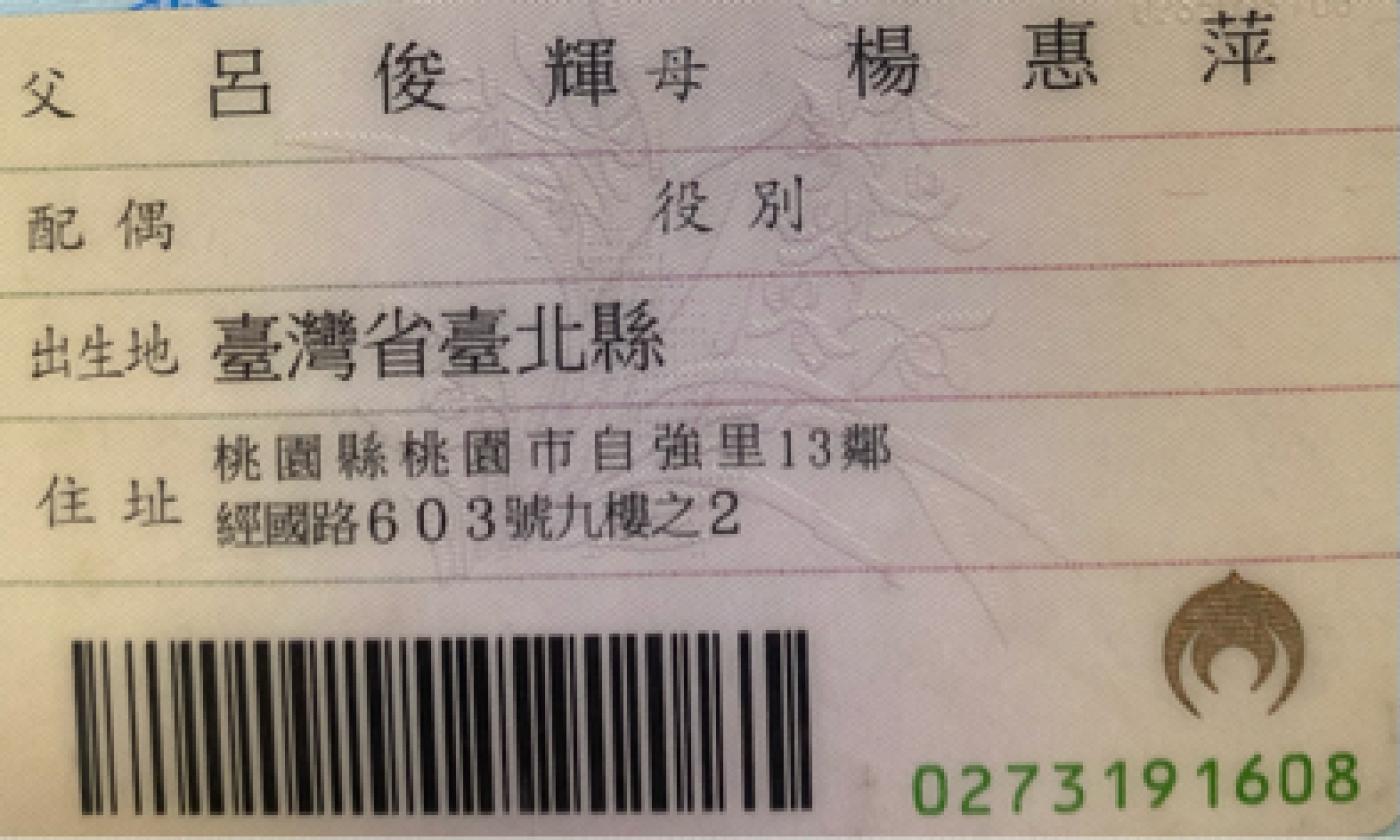 父 呂俊輝 母 楊惠萍
配偶 役別
出生地 臺灣省臺北縣
住址 桃園縣桃園市自強里13鄰
經國路603號九樓之2
0273191608